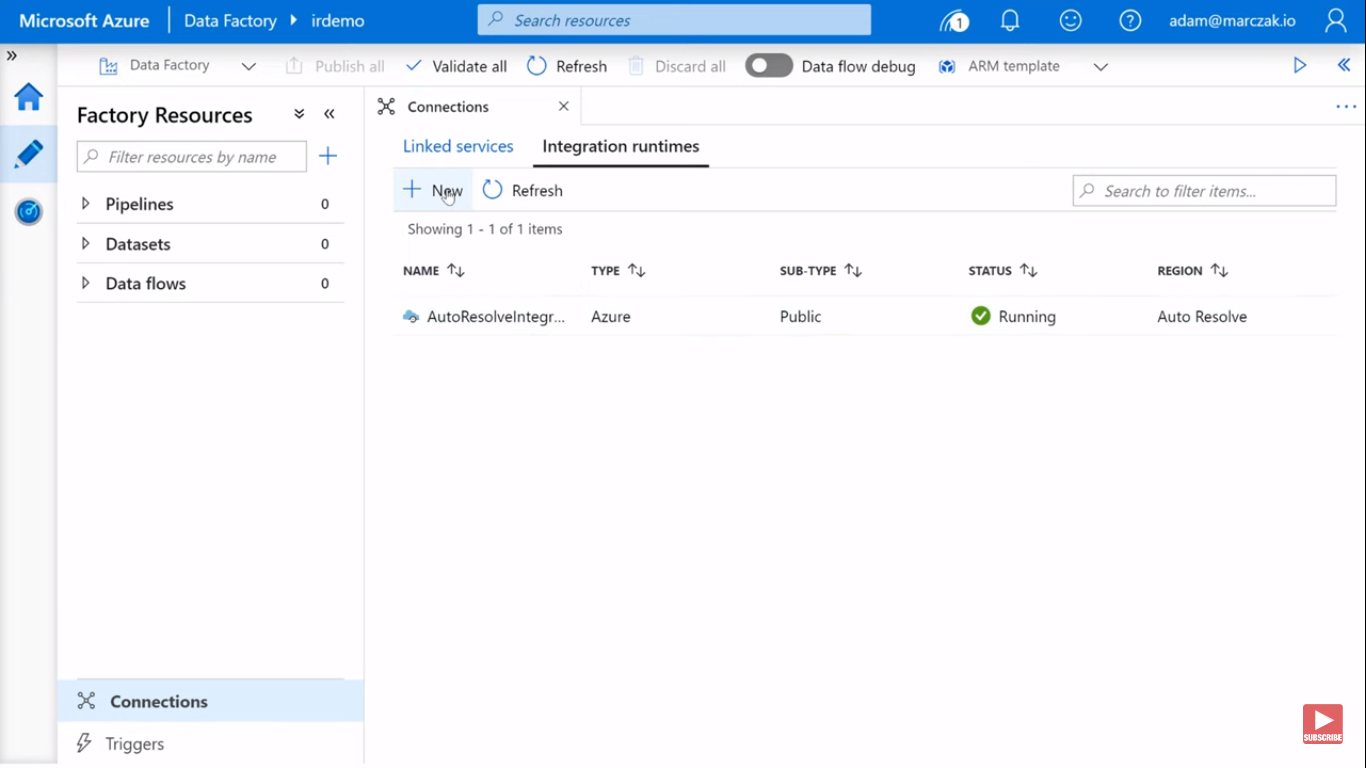 Microsoft Azure Data Factory irdemo Search resources 1 adam@marczak.io
Data Factory Publish all Validate all Refresh Discard all Data flow debug ARM template
Factory Resources
Filter resources by name
Pipelines 0
Datasets 0
Data flows 0
Connections
Triggers
Connections
Linked services Integration runtimes
New Refresh Search to filter items...
Showing 1 - 1 of 1 items
NAME TYPE SUB-TYPE STATUS REGION
AutoResolveIntegr... Azure Public Running Auto Resolve
SUBSCRIBE